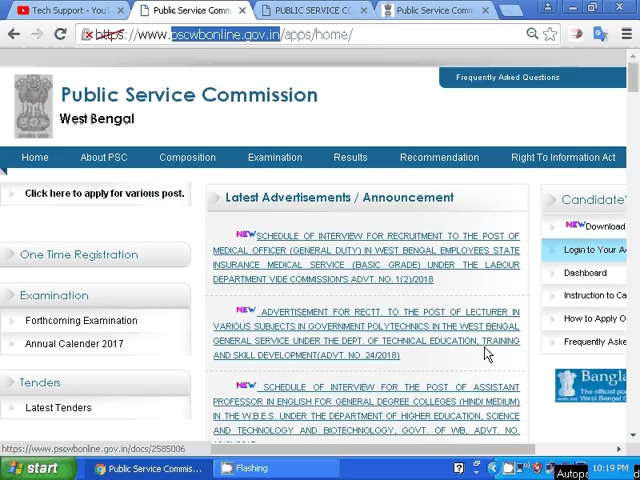 Tech Support - YouT
Public Service Comm
PUBLIC SERVICE CO
Public Service Comm
https://www.pscwbonline.gov.in/apps/home/
Frequently Asked Questions
Public Service Commission
West Bengal
Home About PSC Composition Examination Results Recommendation Right To Information Act
Click here to apply for various post.
One Time Registration
Examination
Forthcoming Examination
Annual Calender 2017
Tenders
Latest Tenders
Latest Advertisements / Announcement
NEW SCHEDULE OF INTERVIEW FOR RECRUITMENT TO THE POST OF
MEDICAL OFFICER (GENERAL DUTY) IN WEST BENGAL EMPLOYEES STATE
INSURANCE MEDICAL SERVICE (BASIC GRADE) UNDER THE LABOUR
DEPARTMENT VIDE COMMISSION'S ADVT. NO. 1(2)/2018
NEW ADVERTISEMENT FOR RECTT. TO THE POST OF LECTURER IN
VARIOUS SUBJECTS IN GOVERNMENT POLYTECHNICS IN THE WEST BENGAL
GENERAL SERVICE UNDER THE DEPT. OF TECHNICAL EDUCATION, TRAINING
AND SKILL DEVELOPMENT(ADVT. NO. 24/2018)
NEW SCHEDULE OF INTERVIEW FOR THE POST OF ASSISTANT
PROFESSOR IN ENGLISH FOR GENERAL DEGREE COLLEGES (HINDI MEDIUM)
IN THE W.B.E.S. UNDER THE DEPARTMENT OF HIGHER EDUCATION, SCIENCE
AND TECHNOLOGY AND BIOTECHNOLOGY, GOVT. OF WB, ADVT. NO.
Candidate'
NEW Download
Login to Your Ac
Dashboard
Instruction to Ca
How to Apply O
Frequently Aske
Bangla
West Bengal
https://www.pscwbonline.gov.in/docs/2585006
start
Public Service Commis...
Flashing
10:19 PM
Autopa